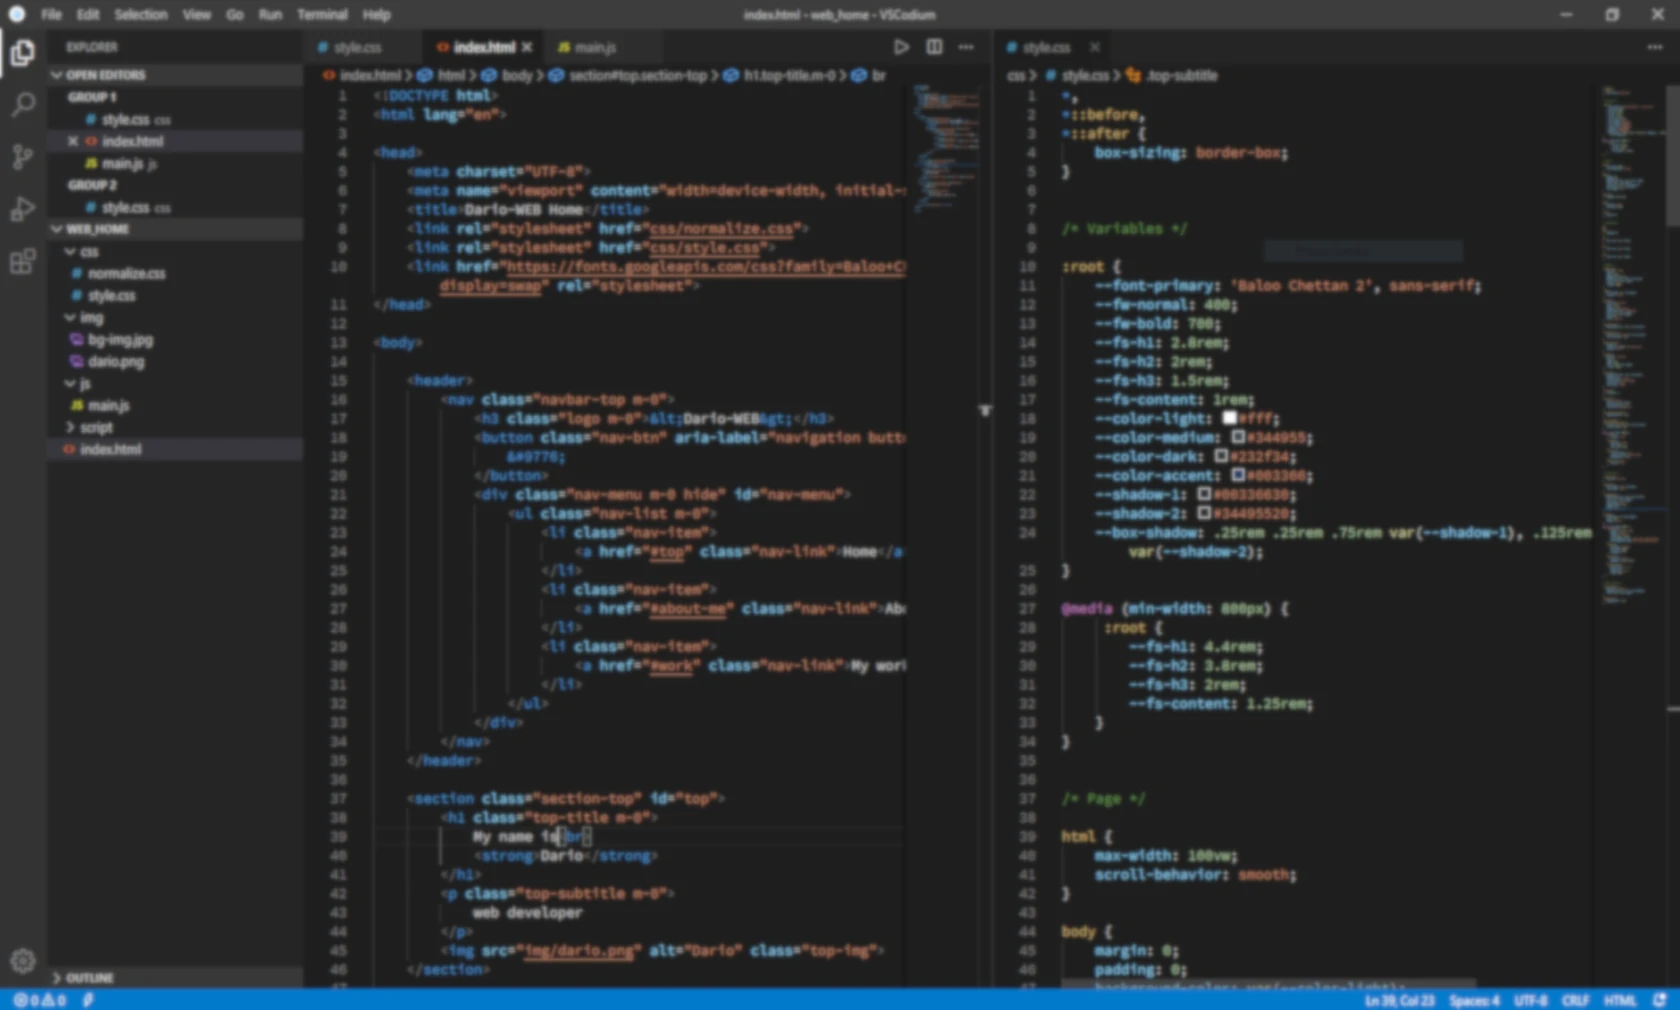 File Edit Selection View Go Run Terminal Help
index.html - web_home - VSCodium
EXPLORER
OPEN EDITORS
GROUP 1
style.css css
index.html
main.js js
GROUP 2
style.css css
WEB_HOME
css
normalize.css
style.css
img
bg-img.jpg
dario.png
js
main.js
script
index.html
OUTLINE
style.css index.html main.js
index.html > html > body > section#top.section-top > h1.top-title.m-0 > br
1 <!DOCTYPE html>
2 <html lang="en">
3
4 <head>
5 <meta charset="UTF-8">
6 <meta name="viewport" content="width=device-width, initial-s
7 <title>Dario-WEB Home</title>
8 <link rel="stylesheet" href="css/normalize.css">
9 <link rel="stylesheet" href="css/style.css">
10 <link href="https://fonts.googleapis.com/css?family=Baloo+C
display=swap" rel="stylesheet">
11 </head>
12
13 <body>
14
15 <header>
16 <nav class="navbar-top m-0">
17 <h3 class="logo m-0">&lt;Dario-WEB&gt;</h3>
18 <button class="nav-btn" aria-label="navigation butt
19 &#9776;
20 </button>
21 <div class="nav-menu m-0 hide" id="nav-menu">
22 <ul class="nav-list m-0">
23 <li class="nav-item">
24 <a href="#top" class="nav-link">Home</a
25 </li>
26 <li class="nav-item">
27 <a href="#about-me" class="nav-link">Abo
28 </li>
29 <li class="nav-item">
30 <a href="#work" class="nav-link">My work
31 </li>
32 </ul>
33 </div>
34 </nav>
35 </header>
36
37 <section class="section-top" id="top">
38 <h1 class="top-title m-0">
39 My name is<br>
40 <strong>Dario</strong>
41 </h1>
42 <p class="top-subtitle m-0">
43 web developer
44 </p>
45 <img src="img/dario.png" alt="Dario" class="top-img">
46 </section>
style.css
css > style.css > .top-subtitle
1 *,
2 *::before,
3 *::after {
4 box-sizing: border-box;
5 }
6
7
8 /* Variables */
9
10 :root {
11 --font-primary: 'Baloo Chettan 2', sans-serif;
12 --fw-normal: 400;
13 --fw-bold: 700;
14 --fs-h1: 2.8rem;
15 --fs-h2: 2rem;
16 --fs-h3: 1.5rem;
17 --fs-content: 1rem;
18 --color-light: #fff;
19 --color-medium: #344955;
20 --color-dark: #232f34;
21 --color-accent: #003366;
22 --shadow-1: #00336630;
23 --shadow-2: #34495520;
24 --box-shadow: .25rem .25rem .75rem var(--shadow-1), .125rem
var(--shadow-2);
25 }
26
27 @media (min-width: 800px) {
28 :root {
29 --fs-h1: 4.4rem;
30 --fs-h2: 3.8rem;
31 --fs-h3: 2rem;
32 --fs-content: 1.25rem;
33 }
34 }
35
36
37 /* Page */
38
39 html {
40 max-width: 100vw;
41 scroll-behavior: smooth;
42 }
43
44 body {
45 margin: 0;
46 padding: 0;
47 background-color: var(--color-light);
0 0
Ln 39, Col 23 Spaces: 4 UTF-8 CRLF HTML